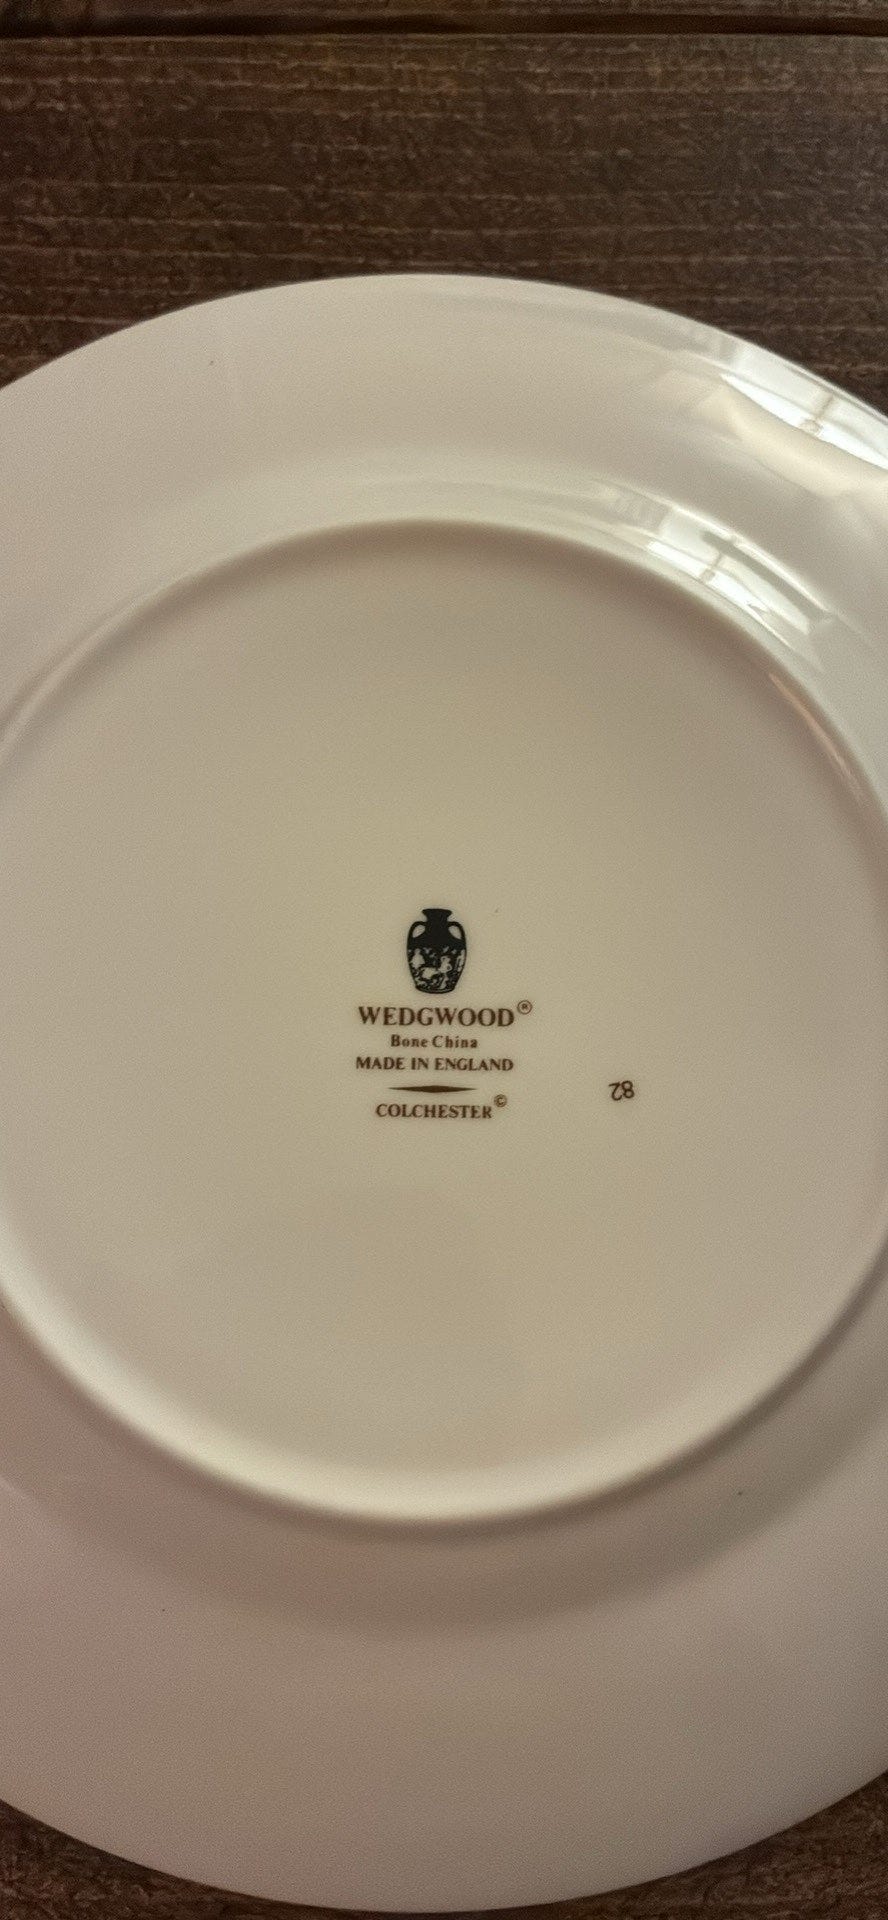 WEDGWOOD®
Bone China
MADE IN ENGLAND
COLCHESTER©
82